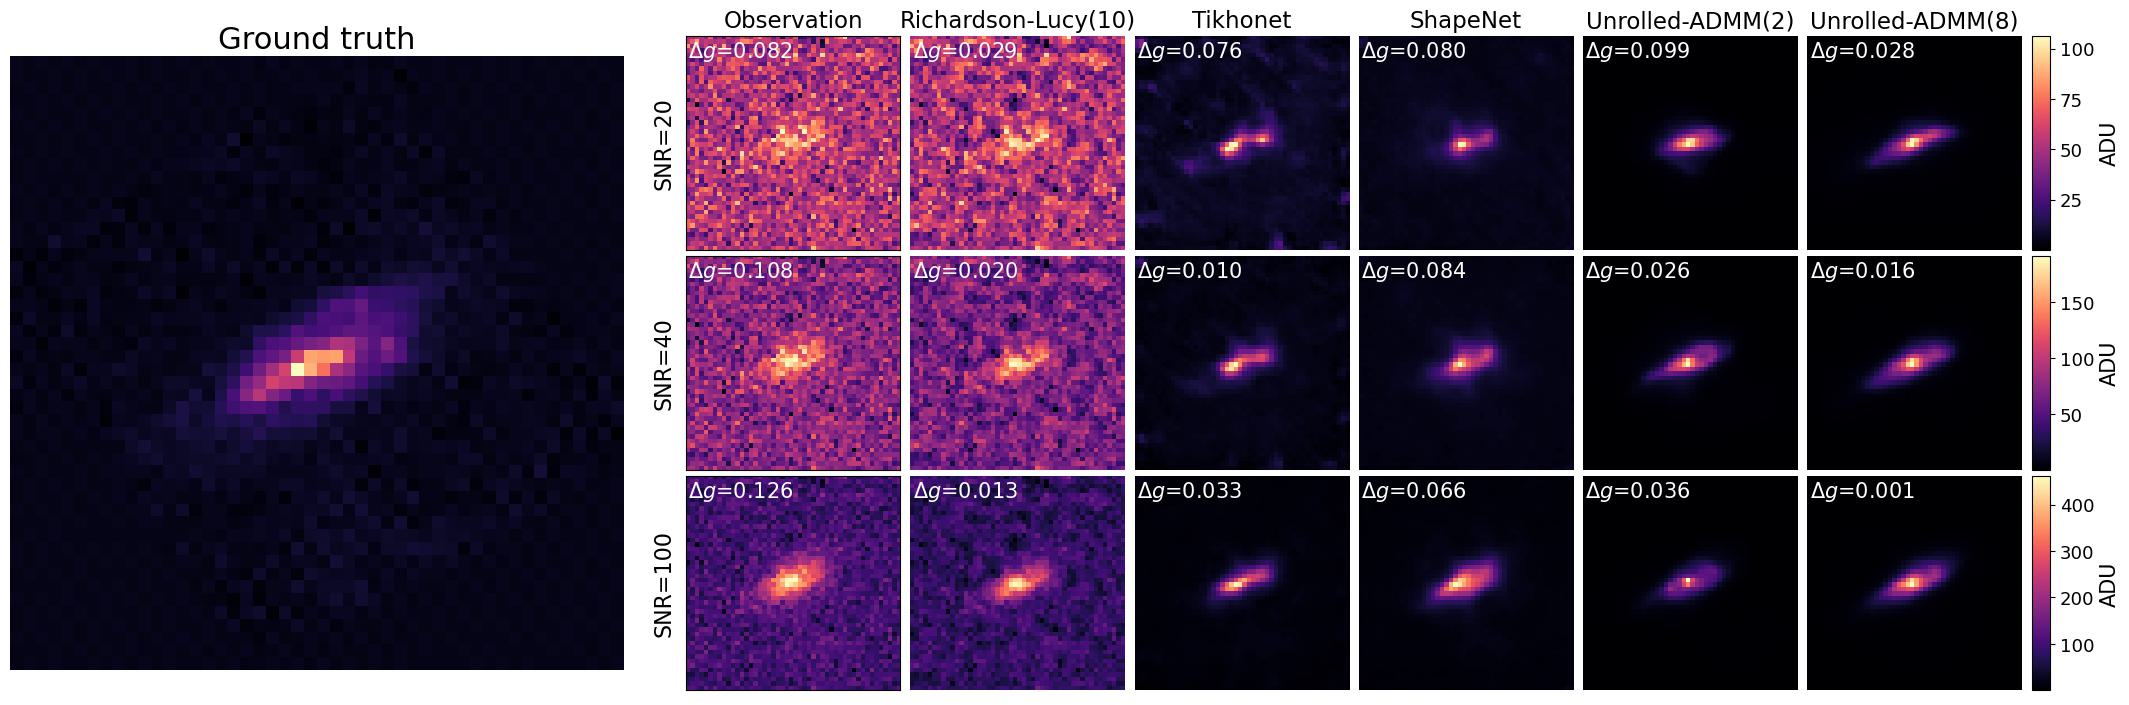 Ground truth
Observation
Richardson-Lucy(10)
Tikhonet
ShapeNet
Unrolled-ADMM(2)
Unrolled-ADMM(8)
SNR=20
Δg=0.082
Δg=0.029
Δg=0.076
Δg=0.080
Δg=0.099
Δg=0.028
100
75
50
25
ADU
SNR=40
Δg=0.108
Δg=0.020
Δg=0.010
Δg=0.084
Δg=0.026
Δg=0.016
150
100
50
ADU
SNR=100
Δg=0.126
Δg=0.013
Δg=0.033
Δg=0.066
Δg=0.036
Δg=0.001
400
300
200
100
ADU